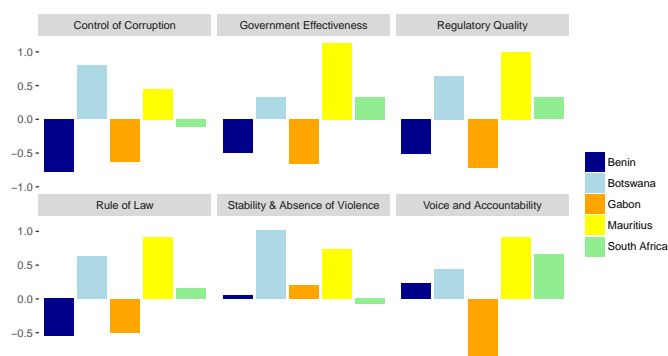 Control of Corruption
Government Effectiveness
Regulatory Quality
1.0
0.5
0.0
−0.5
−1.0
Rule of Law
Stability & Absence of Violence
Voice and Accountability
1.0
0.5
0.0
−0.5
Benin
Botswana
Gabon
Mauritius
South Africa